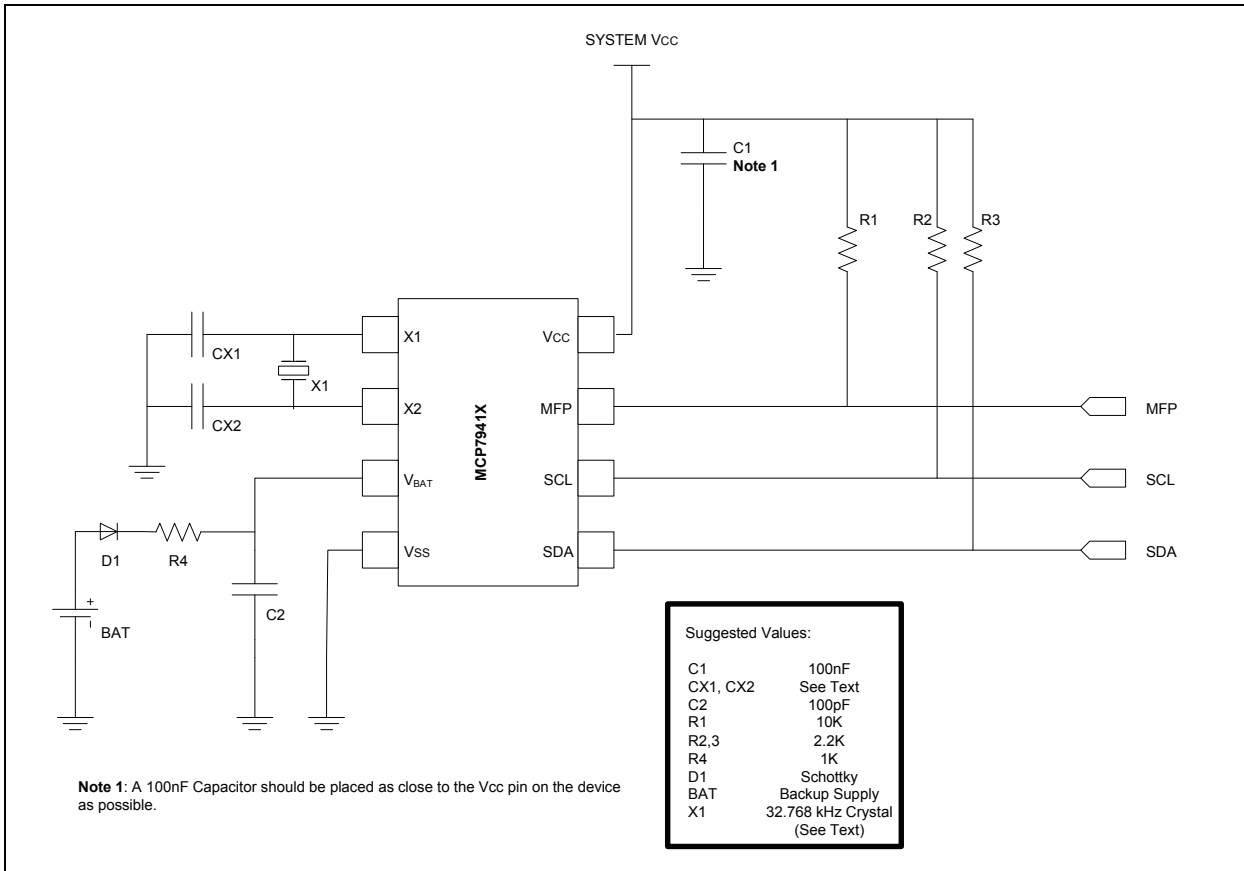 SYSTEM VCC
C1
Note 1
R1
R2
R3
CX1
X1
CX2
X1
X2
VBAT
VSS
MCP7941X
VCC
MFP
SCL
SDA
MFP
SCL
SDA
D1
R4
C2
+
-
BAT
Suggested Values:
C1 100nF
CX1, CX2 See Text
C2 100pF
R1 10K
R2,3 2.2K
R4 1K
D1 Schottky
BAT Backup Supply
X1 32.768 kHz Crystal
(See Text)
Note 1: A 100nF Capacitor should be placed as close to the Vcc pin on the device
as possible.